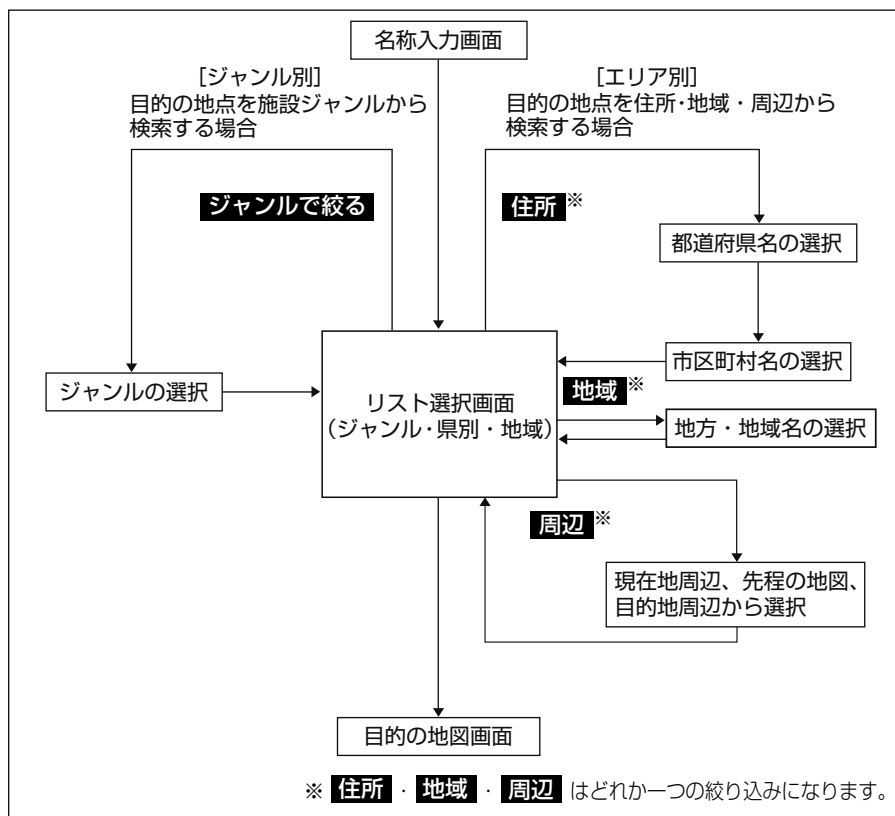 名称入力画面
［ジャンル別］
目的の地点を施設ジャンルから
検索する場合
［エリア別］
目的の地点を住所・地域・周辺から
検索する場合
ジャンルで絞る
住所※
都道府県名の選択
市区町村名の選択
ジャンルの選択
地域※
リスト選択画面
（ジャンル・県別・地域）
地方・地域名の選択
周辺※
現在地周辺、先程の地図、
目的地周辺から選択
目的の地図画面
※ 住所 ・ 地域 ・ 周辺 はどれか一つの絞り込みになります。